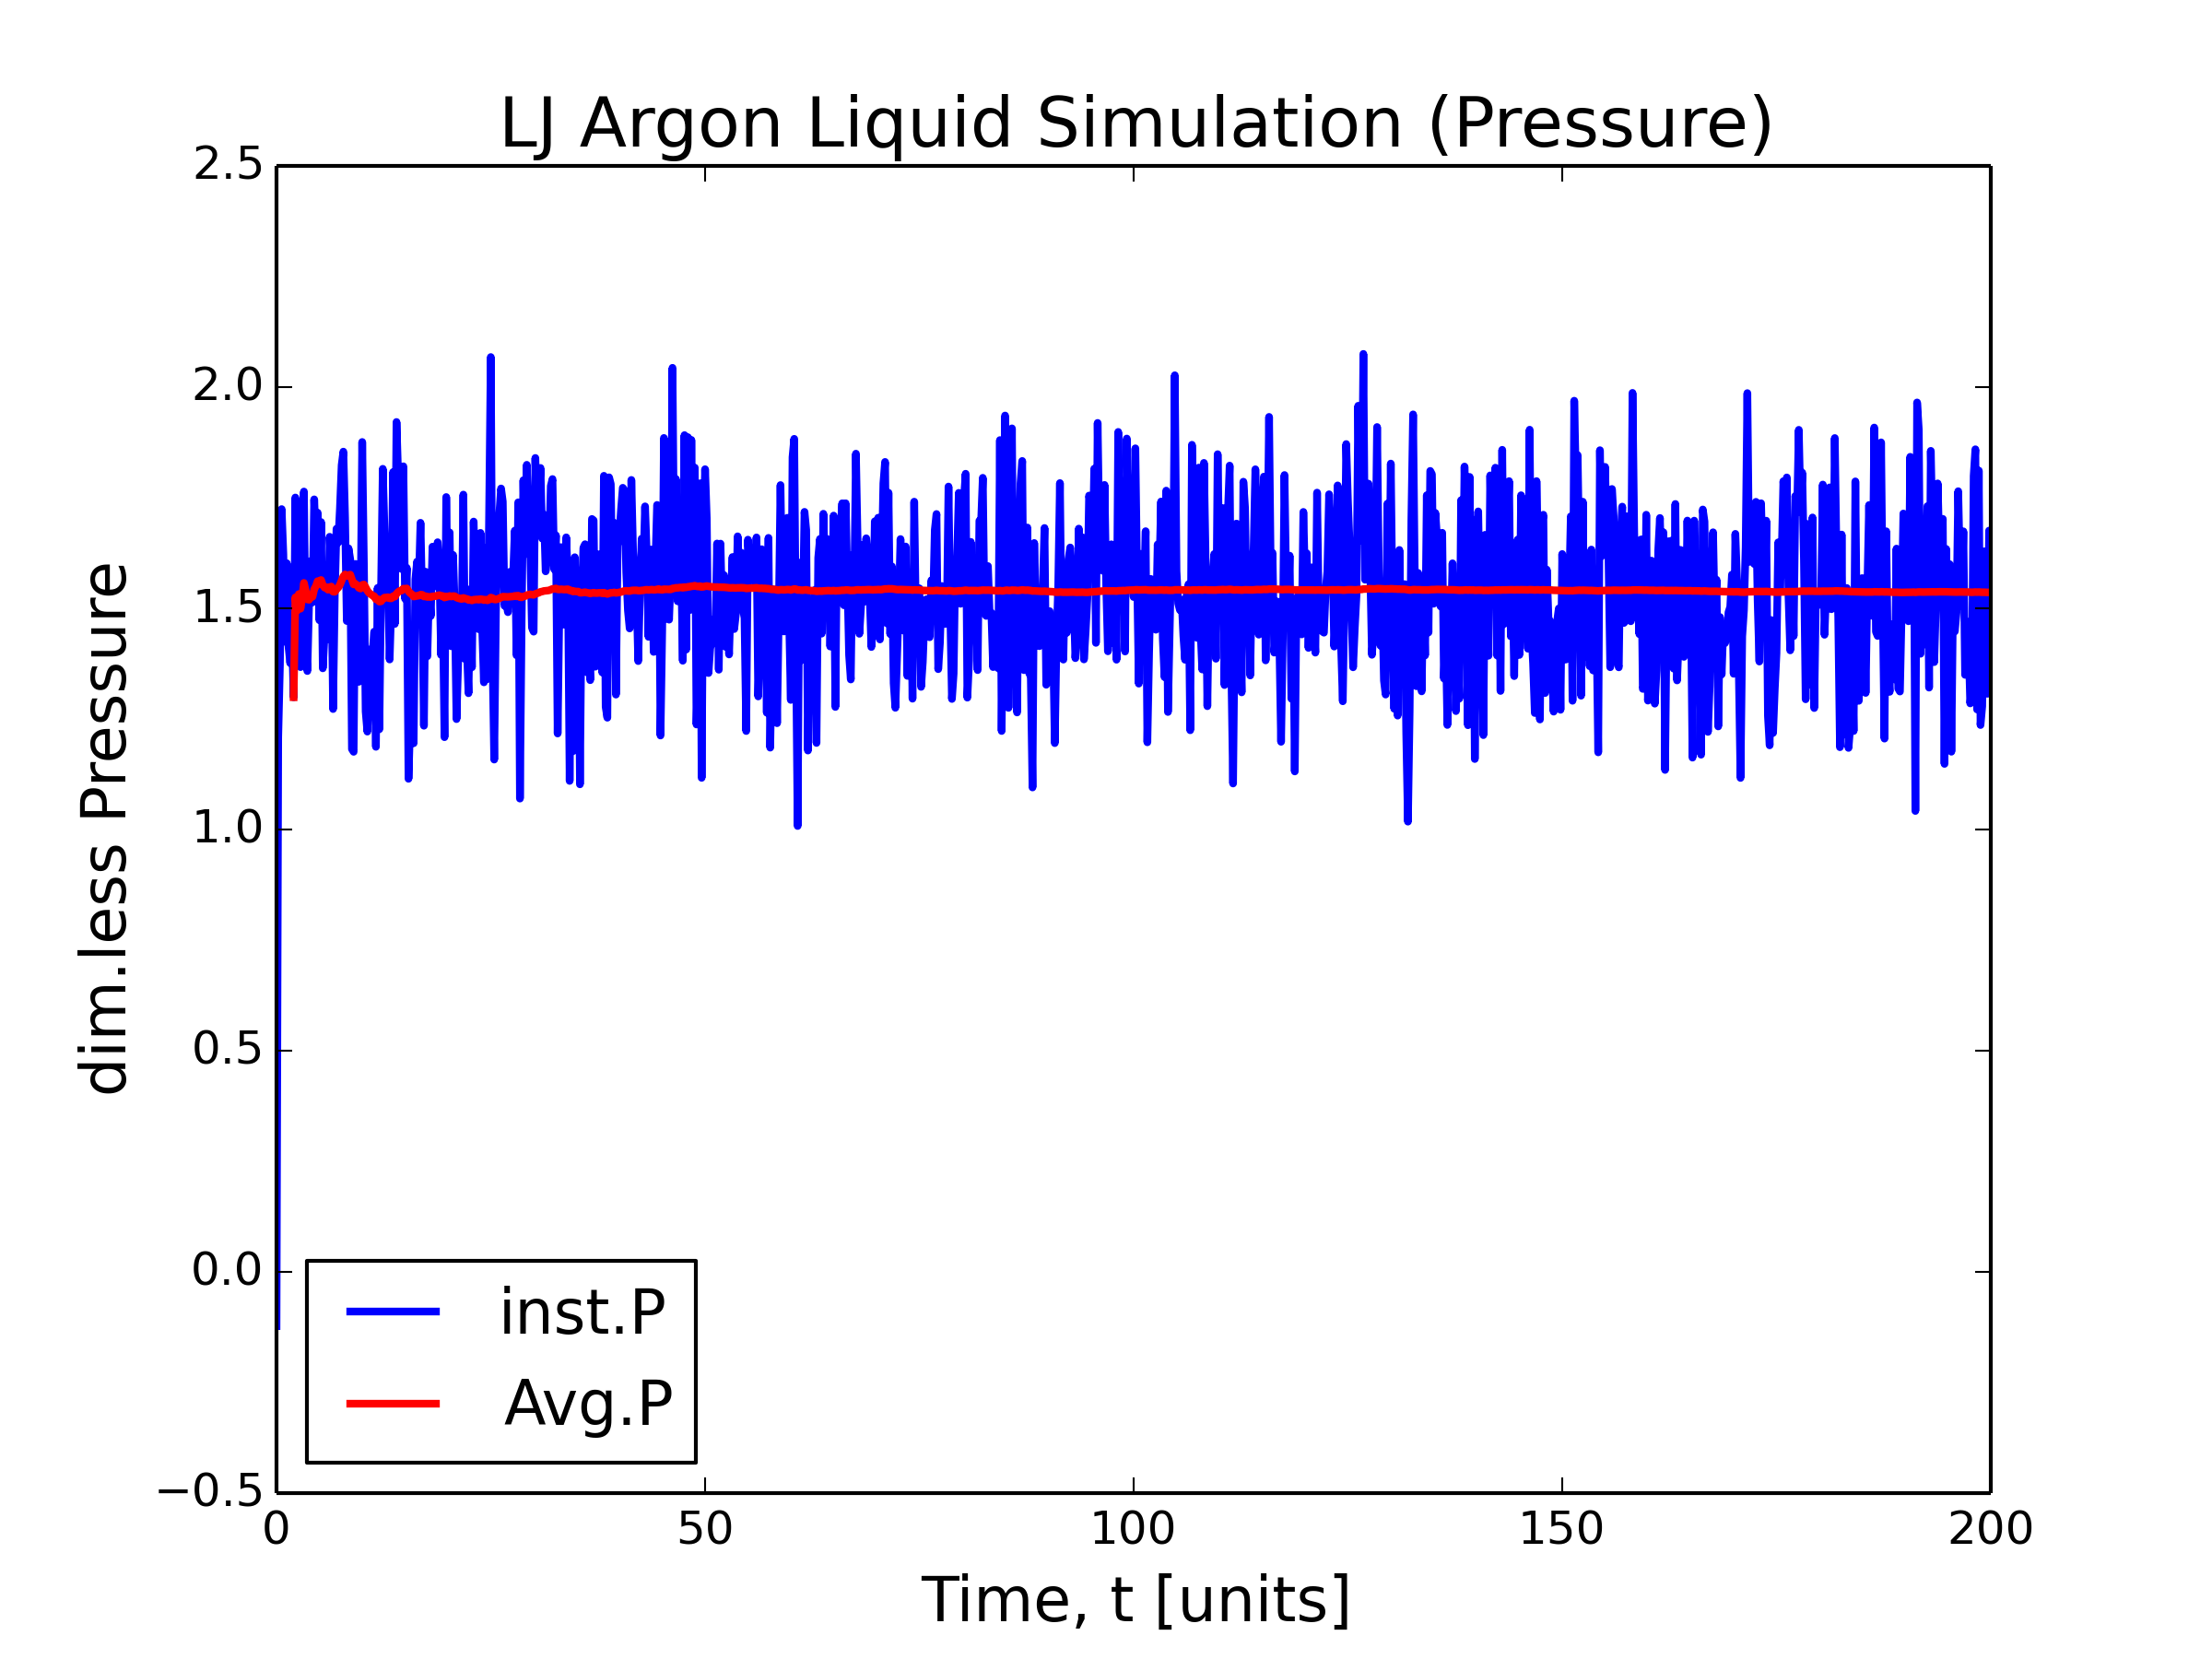 LJ Argon Liquid Simulation (Pressure)
2.5
2.0
1.5
1.0
0.5
0.0
−0.5
dim.less Pressure
inst.P
Avg.P
0 50 100 150 200
Time, t [units]